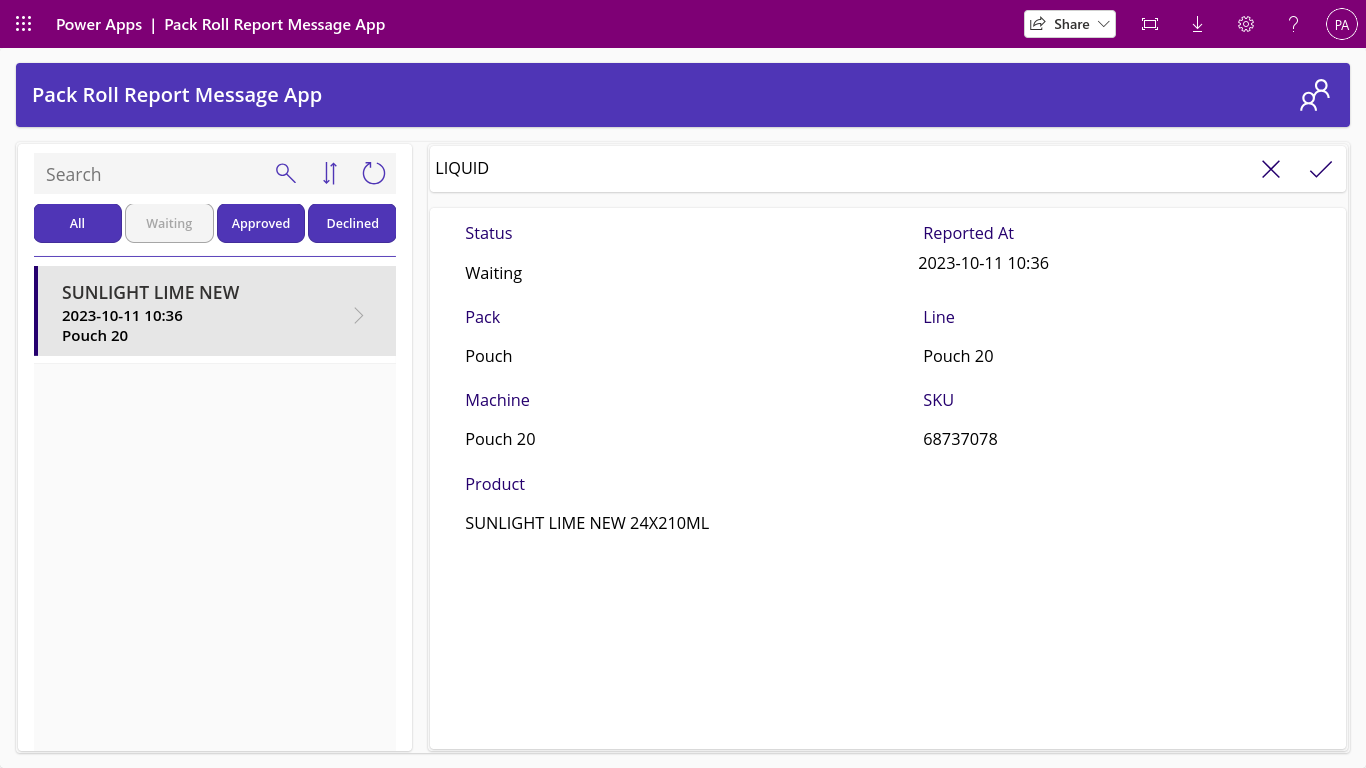 Power Apps | Pack Roll Report Message App
Share
?
PA
Pack Roll Report Message App
Search
All
Waiting
Approved
Declined
SUNLIGHT LIME NEW
2023-10-11 10:36
Pouch 20
LIQUID
Status
Reported At
Waiting
2023-10-11 10:36
Pack
Line
Pouch
Pouch 20
Machine
SKU
Pouch 20
68737078
Product
SUNLIGHT LIME NEW 24X210ML